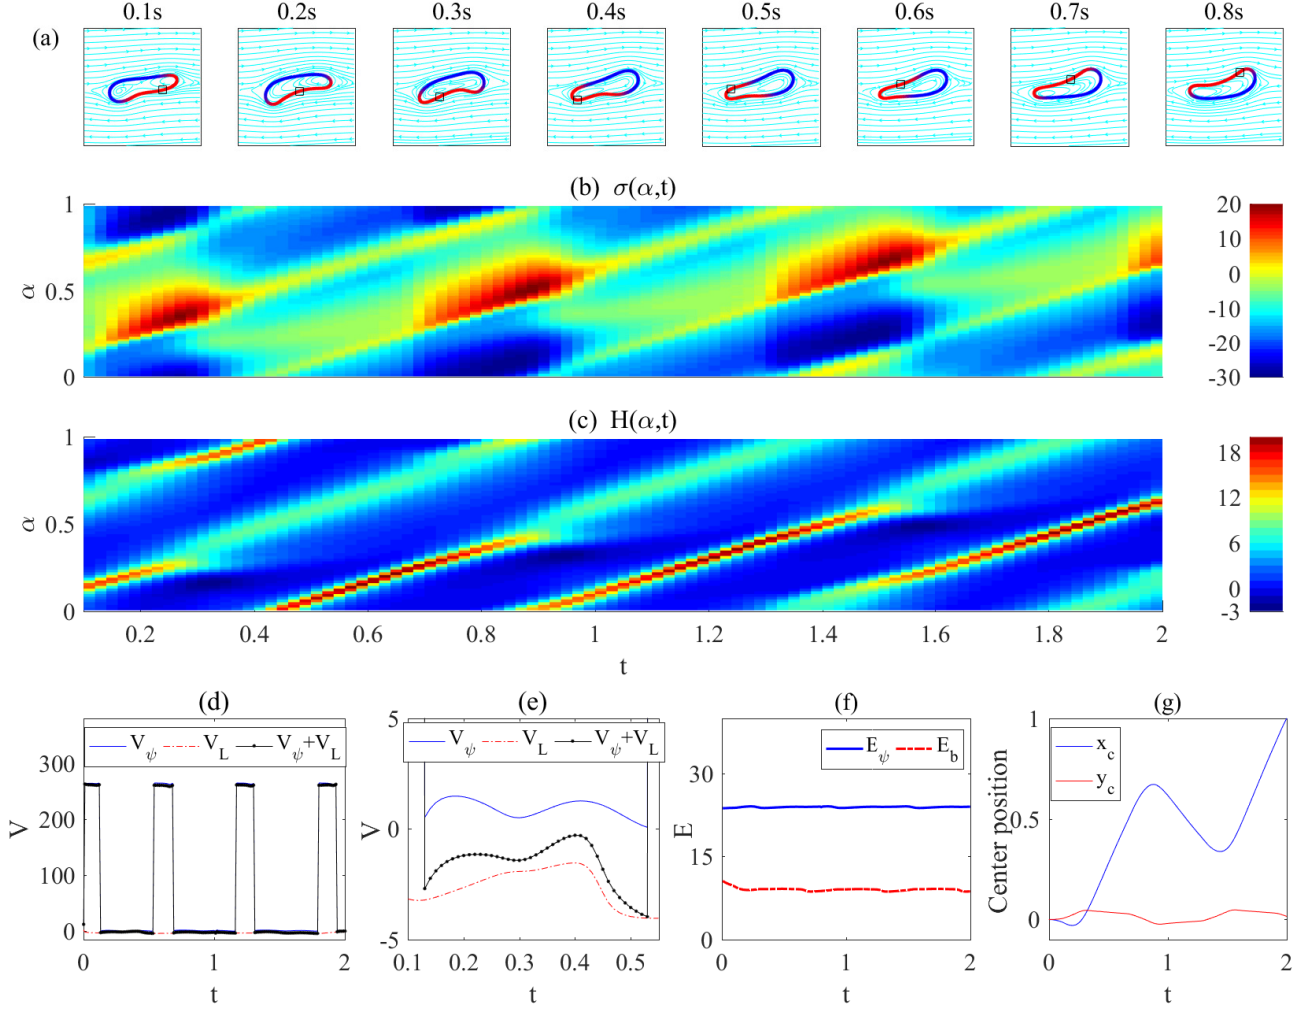 0.1s 0.2s 0.3s 0.4s 0.5s 0.6s 0.7s 0.8s
(a)
(b) σ(α,t)
1
0.5
0
α
20
10
0
-10
-20
-30
(c) H(α,t)
1
0.5
0
α
18
12
6
0
-3
0.2 0.4 0.6 0.8 1 1.2 1.4 1.6 1.8 2
t
(d)
V_ψ V_L V_ψ+V_L
300
200
100
0
V
0 1 2
t
(e)
5
V_ψ V_L V_ψ+V_L
0
-5
V
0.1 0.2 0.3 0.4 0.5
t
(f)
E_ψ E_b
30
15
0
E
0 1 2
t
(g)
1
x_c
y_c
0.5
0
Center position
0 1 2
t